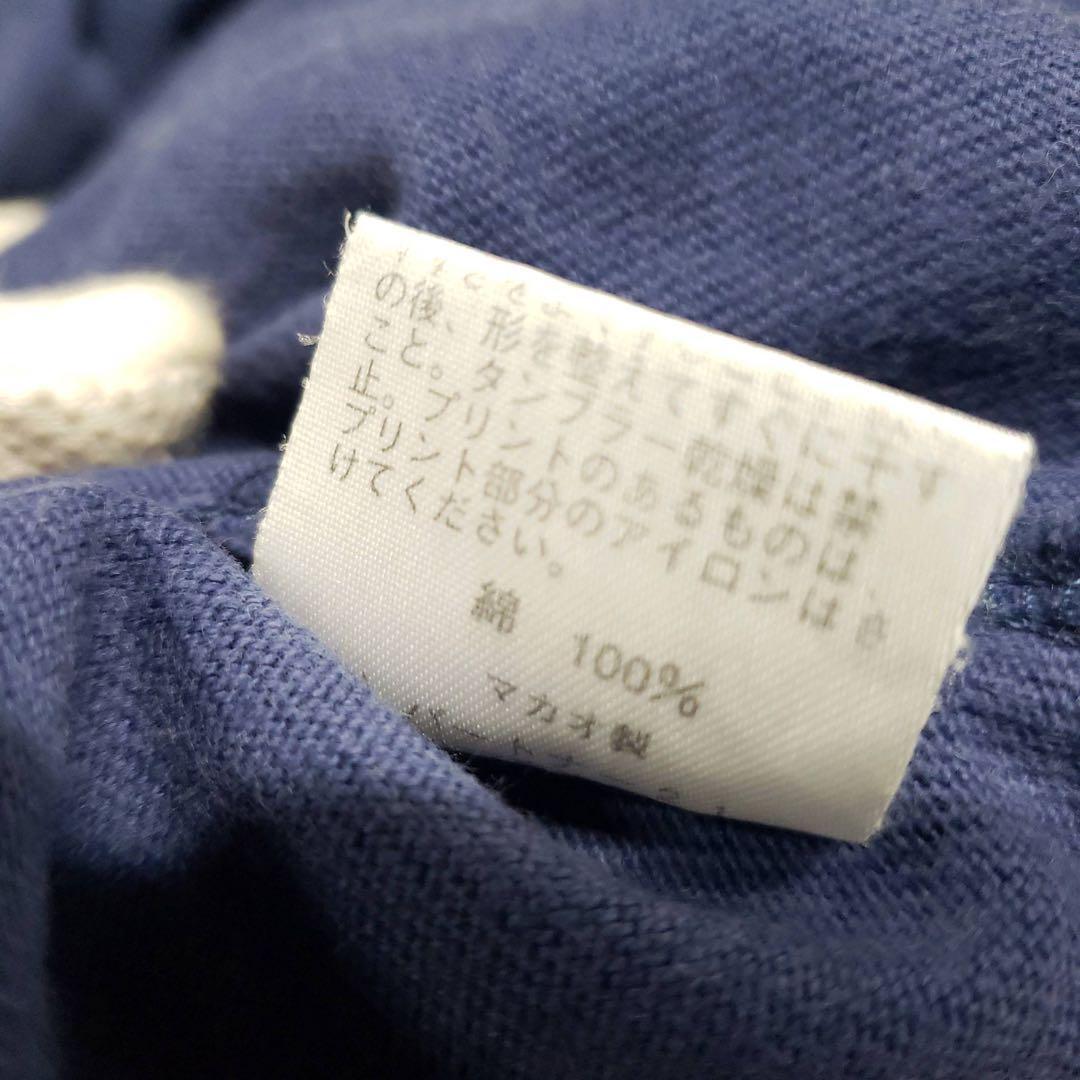 の後、形を整えてすぐに干す
こと。タンブラー乾燥は禁
止。プリントのあるものは、
プリント部分のアイロンはさ
けてください。
綿 100%
マカオ製